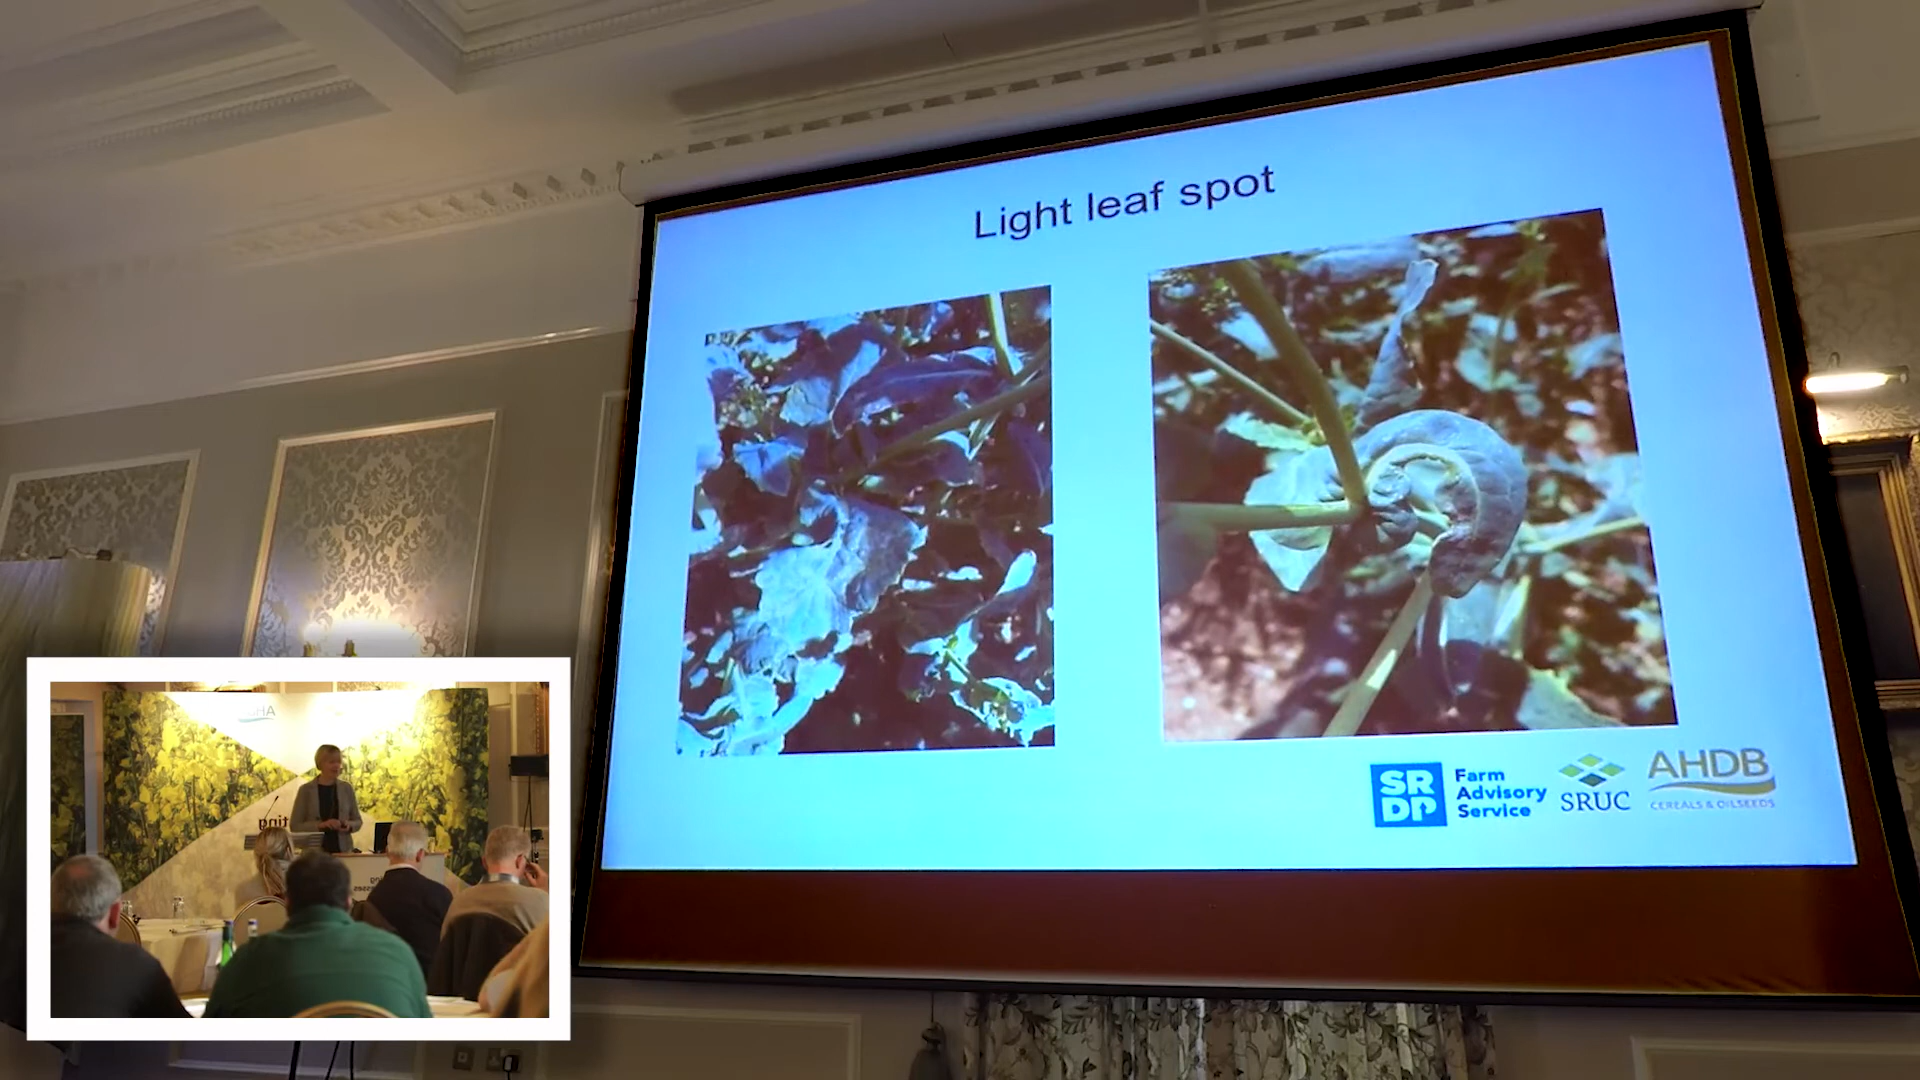 Light leaf spot
SR
DP
Farm
Advisory
Service
SRUC
AHDB
CEREALS & OILSEEDS